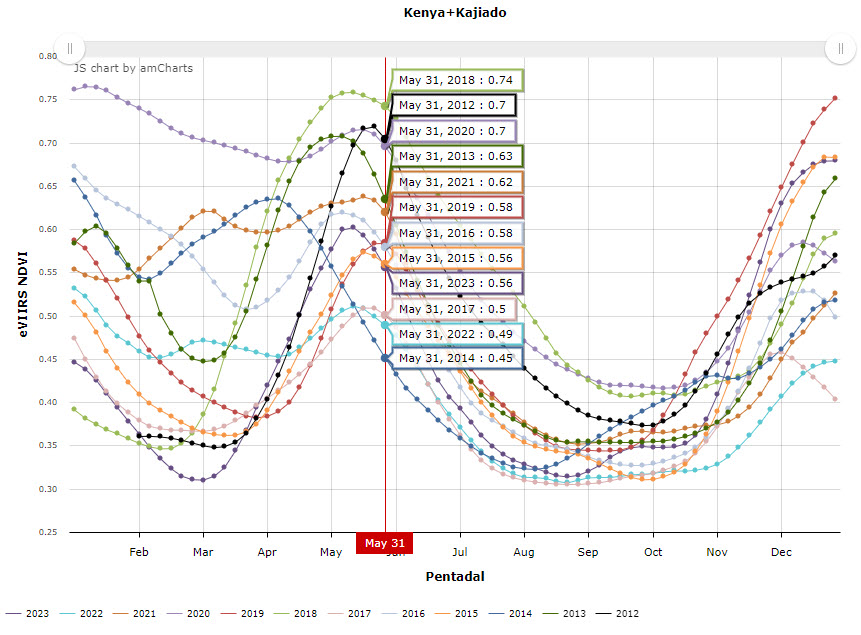 Kenya+Kajiado
JS chart by amCharts
0.80
0.75
0.70
0.65
0.60
0.55
0.50
0.45
0.40
0.35
0.30
0.25
eVIIRS NDVI
May 31, 2018 : 0.74
May 31, 2012 : 0.7
May 31, 2020 : 0.7
May 31, 2013 : 0.63
May 31, 2021 : 0.62
May 31, 2019 : 0.58
May 31, 2016 : 0.58
May 31, 2015 : 0.56
May 31, 2023 : 0.56
May 31, 2017 : 0.5
May 31, 2022 : 0.49
May 31, 2014 : 0.45
Feb Mar Apr May Jun Jul Aug Sep Oct Nov Dec
May 31
Pentadal
2023 2022 2021 2020 2019 2018 2017 2016 2015 2014 2013 2012